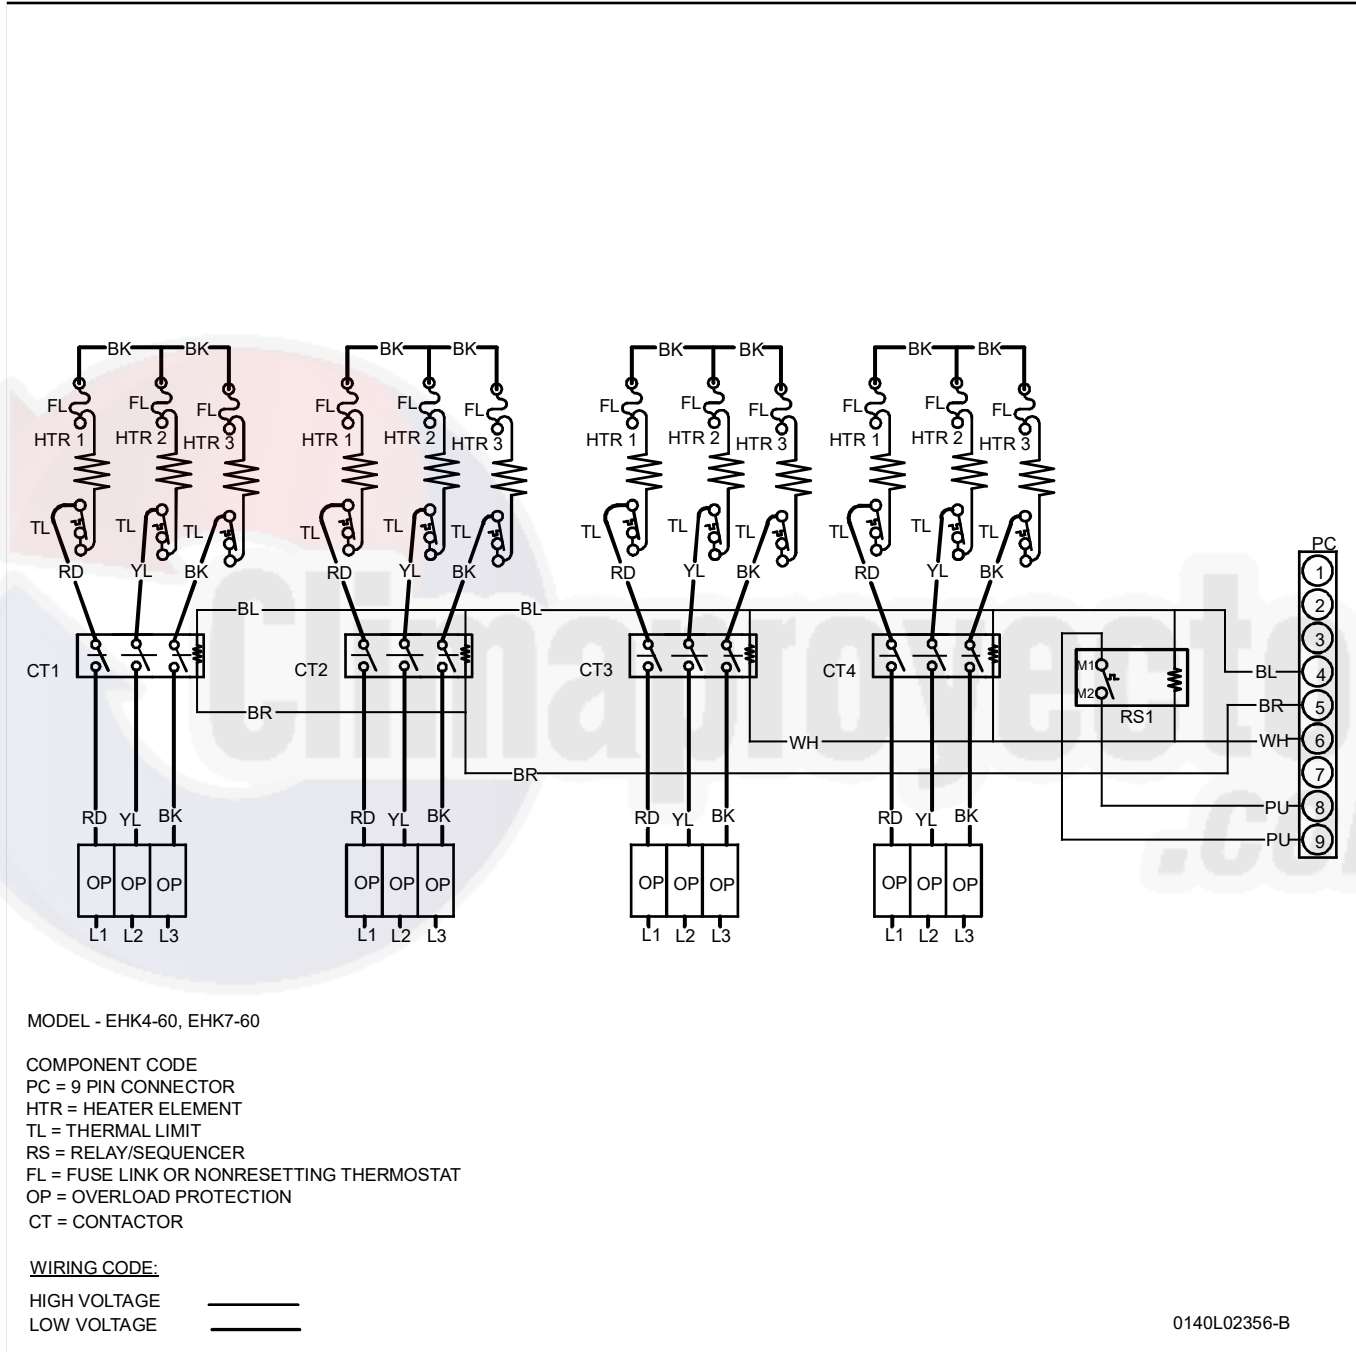 BK BK BK BK BK BK BK BK
FL FL FL FL FL FL FL FL FL FL FL FL
HTR 1 HTR 2 HTR 3 HTR 1 HTR 2 HTR 3 HTR 1 HTR 2 HTR 3 HTR 1 HTR 2 HTR 3
TL TL TL TL TL TL TL TL TL TL TL TL
PC
RD YL BK RD YL BK RD YL BK RD YL BK
1
2
BL BL
3
CT1 CT2 CT3 CT4 M1 BL 4
M2 BR 5
BR RS1
WH WH 6
BR 7
PU 8
RD YL BK RD YL BK RD YL BK RD YL BK
PU 9
OP OP OP OP OP OP OP OP OP OP OP OP
L1 L2 L3 L1 L2 L3 L1 L2 L3 L1 L2 L3
Climaproyecto
.co
MODEL - EHK4-60, EHK7-60
COMPONENT CODE
PC = 9 PIN CONNECTOR
HTR = HEATER ELEMENT
TL = THERMAL LIMIT
RS = RELAY/SEQUENCER
FL = FUSE LINK OR NONRESETTING THERMOSTAT
OP = OVERLOAD PROTECTION
CT = CONTACTOR
WIRING CODE:
HIGH VOLTAGE
LOW VOLTAGE
0140L02356-B